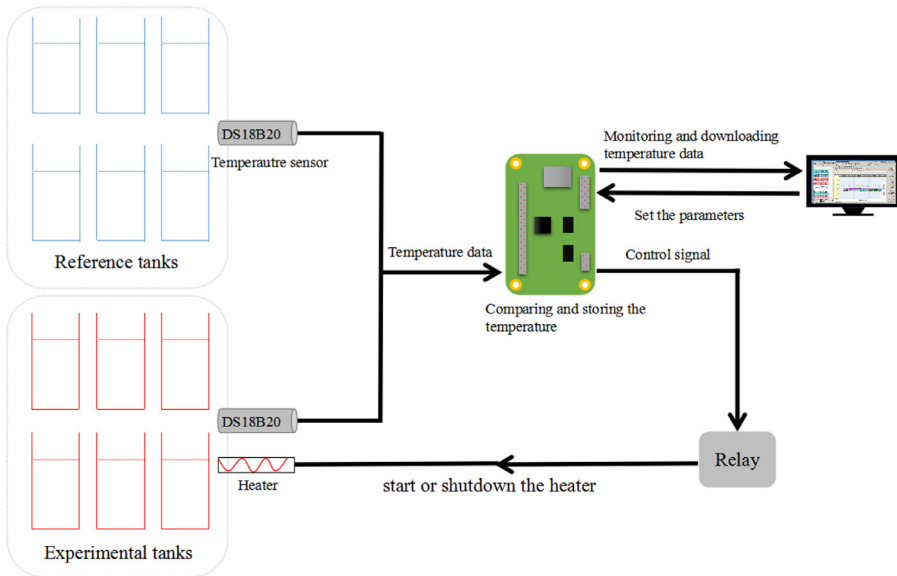 DS18B20
Temperautre sensor
Reference tanks
Monitoring and downloading
temperature data
Set the parameters
Temperature data
Control signal
Comparing and storing the
temperature
DS18B20
Heater
start or shutdown the heater
Relay
Experimental tanks